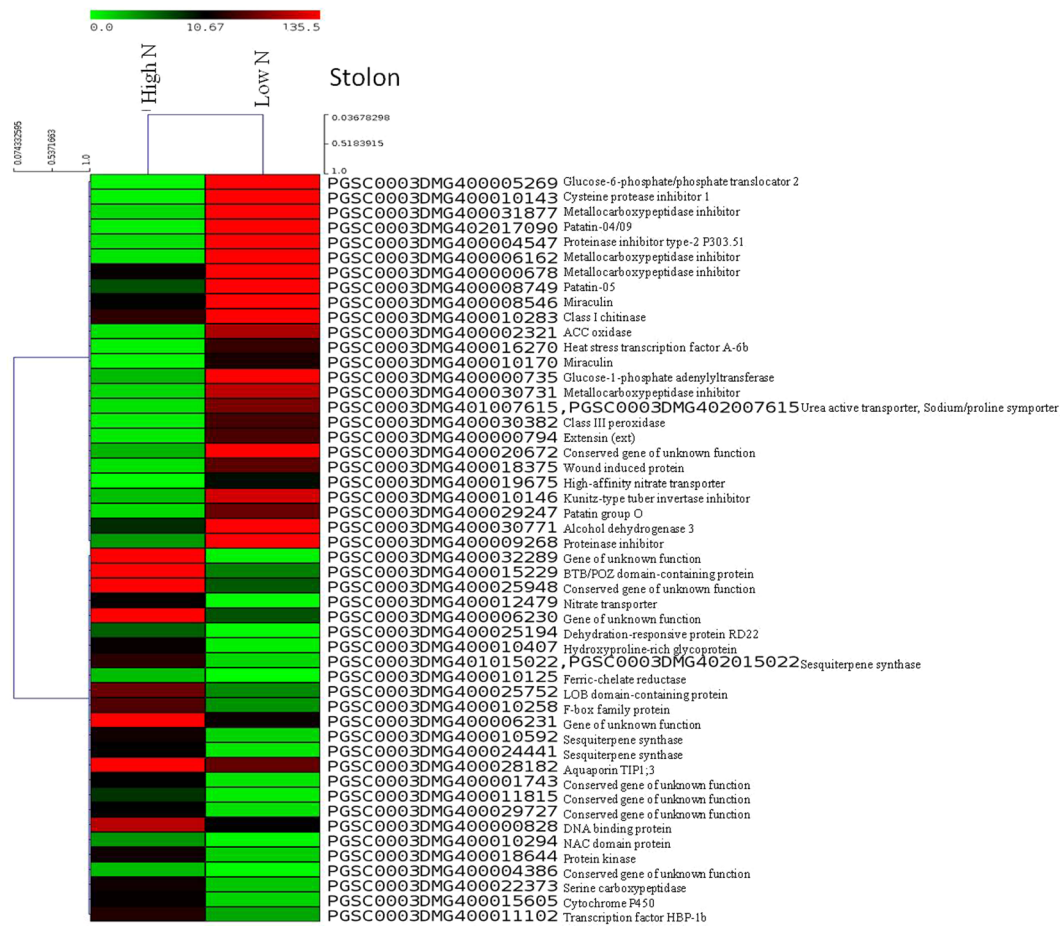 0.0 10.67 135.5
High N
Low N
Stolon
0.074332595
0.5371663
1.0
0.03678298
0.5183915
1.0
PGSC0003DMG400005269 Glucose-6-phosphate/phosphate translocator 2
PGSC0003DMG400010143 Cysteine protease inhibitor 1
PGSC0003DMG400031877 Metallocarboxypeptidase inhibitor
PGSC0003DMG402017090 Patatin-04/09
PGSC0003DMG400004547 Proteinase inhibitor type-2 P303.51
PGSC0003DMG400006162 Metallocarboxypeptidase inhibitor
PGSC0003DMG400000678 Metallocarboxypeptidase inhibitor
PGSC0003DMG400008749 Patatin-05
PGSC0003DMG400008546 Miraculin
PGSC0003DMG400010283 Class I chitinase
PGSC0003DMG400002321 ACC oxidase
PGSC0003DMG400016270 Heat stress transcription factor A-6b
PGSC0003DMG400010170 Miraculin
PGSC0003DMG400000735 Glucose-1-phosphate adenylyltransferase
PGSC0003DMG400030731 Metallocarboxypeptidase inhibitor
PGSC0003DMG401007615,PGSC0003DMG402007615 Urea active transporter, Sodium/proline symporter
PGSC0003DMG400030382 Class III peroxidase
PGSC0003DMG400000794 Extensin (ext)
PGSC0003DMG400020672 Conserved gene of unknown function
PGSC0003DMG400018375 Wound induced protein
PGSC0003DMG400019675 High-affinity nitrate transporter
PGSC0003DMG400010146 Kunitz-type tuber invertase inhibitor
PGSC0003DMG400029247 Patatin group O
PGSC0003DMG400030771 Alcohol dehydrogenase 3
PGSC0003DMG400009268 Proteinase inhibitor
PGSC0003DMG400032289 Gene of unknown function
PGSC0003DMG400015229 BTB/POZ domain-containing protein
PGSC0003DMG400025948 Conserved gene of unknown function
PGSC0003DMG400012479 Nitrate transporter
PGSC0003DMG400006230 Gene of unknown function
PGSC0003DMG400025194 Dehydration-responsive protein RD22
PGSC0003DMG400010407 Hydroxyproline-rich glycoprotein
PGSC0003DMG401015022,PGSC0003DMG402015022 Sesquiterpene synthase
PGSC0003DMG400010125 Ferric-chelate reductase
PGSC0003DMG400025752 LOB domain-containing protein
PGSC0003DMG400010258 F-box family protein
PGSC0003DMG400006231 Gene of unknown function
PGSC0003DMG400010592 Sesquiterpene synthase
PGSC0003DMG400024441 Sesquiterpene synthase
PGSC0003DMG400028182 Aquaporin TIP1;3
PGSC0003DMG400001743 Conserved gene of unknown function
PGSC0003DMG400011815 Conserved gene of unknown function
PGSC0003DMG400029727 Conserved gene of unknown function
PGSC0003DMG400000828 DNA binding protein
PGSC0003DMG400010294 NAC domain protein
PGSC0003DMG400018644 Protein kinase
PGSC0003DMG400004386 Conserved gene of unknown function
PGSC0003DMG400022373 Serine carboxypeptidase
PGSC0003DMG400015605 Cytochrome P450
PGSC0003DMG400011102 Transcription factor HBP-1b